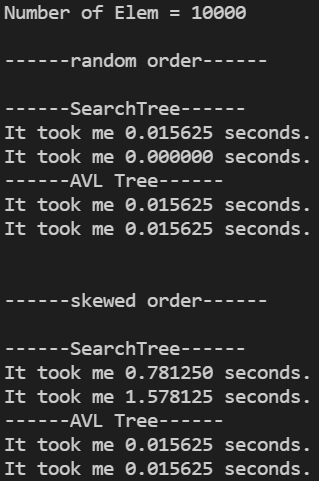 Number of Elem = 10000
------random order------
------SearchTree------
It took me 0.015625 seconds.
It took me 0.000000 seconds.
------AVL Tree------
It took me 0.015625 seconds.
It took me 0.015625 seconds.
------skewed order------
------SearchTree------
It took me 0.781250 seconds.
It took me 1.578125 seconds.
------AVL Tree------
It took me 0.015625 seconds.
It took me 0.015625 seconds.